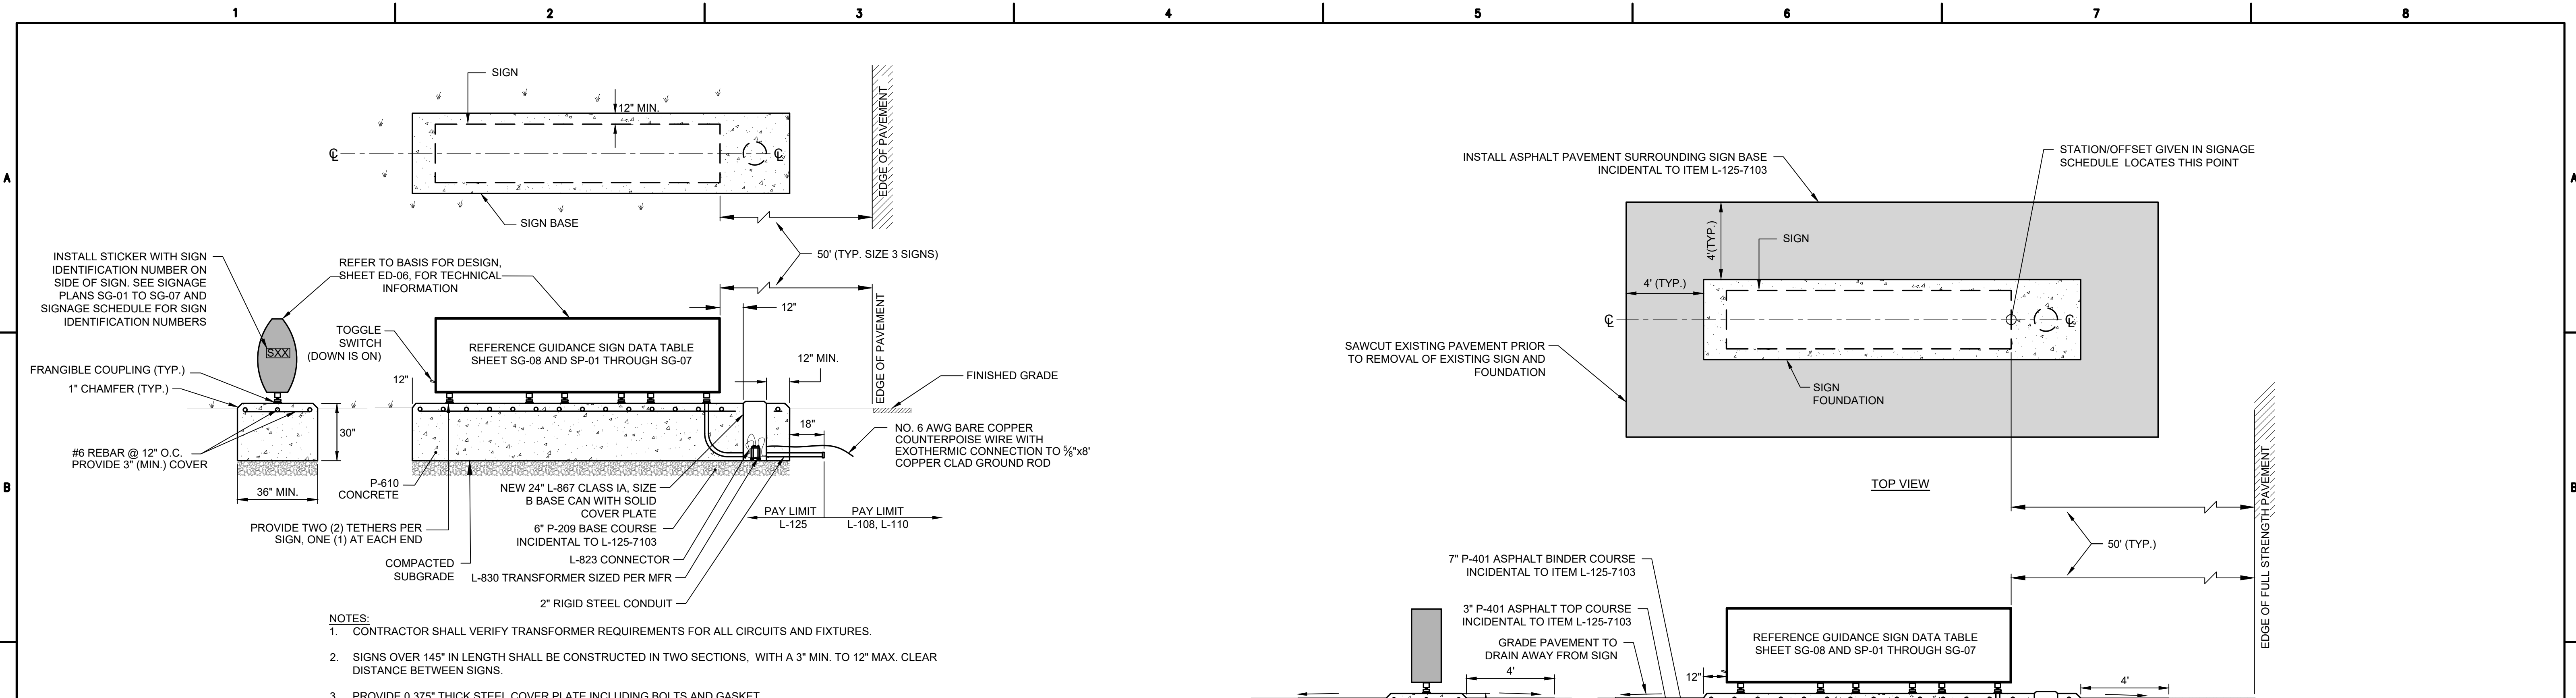 1
2
3
4
5
6
7
8
A
A
B
B
SIGN
12" MIN.
℄
℄
EDGE OF PAVEMENT
SIGN BASE
50' (TYP. SIZE 3 SIGNS)
INSTALL STICKER WITH SIGN
IDENTIFICATION NUMBER ON
SIDE OF SIGN. SEE SIGNAGE
PLANS SG-01 TO SG-07 AND
SIGNAGE SCHEDULE FOR SIGN
IDENTIFICATION NUMBERS
REFER TO BASIS FOR DESIGN,
SHEET ED-06, FOR TECHNICAL
INFORMATION
12"
TOGGLE
SWITCH
(DOWN IS ON)
SXX
REFERENCE GUIDANCE SIGN DATA TABLE
SHEET SG-08 AND SP-01 THROUGH SG-07
12" MIN.
EDGE OF PAVEMENT
FINISHED GRADE
FRANGIBLE COUPLING (TYP.)
1" CHAMFER (TYP.)
12"
30"
18"
#6 REBAR @ 12" O.C.
PROVIDE 3" (MIN.) COVER
36" MIN.
NO. 6 AWG BARE COPPER
COUNTERPOISE WIRE WITH
EXOTHERMIC CONNECTION TO ⅝"x8'
COPPER CLAD GROUND ROD
P-610
CONCRETE
NEW 24" L-867 CLASS IA, SIZE
B BASE CAN WITH SOLID
COVER PLATE
PAY LIMIT
L-125
PAY LIMIT
L-108, L-110
PROVIDE TWO (2) TETHERS PER
SIGN, ONE (1) AT EACH END
6" P-209 BASE COURSE
INCIDENTAL TO L-125-7103
COMPACTED
SUBGRADE
L-823 CONNECTOR
L-830 TRANSFORMER SIZED PER MFR
2" RIGID STEEL CONDUIT
NOTES:
1. CONTRACTOR SHALL VERIFY TRANSFORMER REQUIREMENTS FOR ALL CIRCUITS AND FIXTURES.
2. SIGNS OVER 145" IN LENGTH SHALL BE CONSTRUCTED IN TWO SECTIONS, WITH A 3" MIN. TO 12" MAX. CLEAR
DISTANCE BETWEEN SIGNS.
3. PROVIDE 0.375" THICK STEEL COVER PLATE INCLUDING BOLTS AND GASKET
INSTALL ASPHALT PAVEMENT SURROUNDING SIGN BASE
INCIDENTAL TO ITEM L-125-7103
STATION/OFFSET GIVEN IN SIGNAGE
SCHEDULE LOCATES THIS POINT
4'(TYP.)
SIGN
4' (TYP.)
℄
℄
SAWCUT EXISTING PAVEMENT PRIOR
TO REMOVAL OF EXISTING SIGN AND
FOUNDATION
SIGN
FOUNDATION
TOP VIEW
EDGE OF FULL STRENGTH PAVEMENT
50' (TYP.)
7" P-401 ASPHALT BINDER COURSE
INCIDENTAL TO ITEM L-125-7103
3" P-401 ASPHALT TOP COURSE
INCIDENTAL TO ITEM L-125-7103
GRADE PAVEMENT TO
DRAIN AWAY FROM SIGN
4'
12"
REFERENCE GUIDANCE SIGN DATA TABLE
SHEET SG-08 AND SP-01 THROUGH SG-07
4'